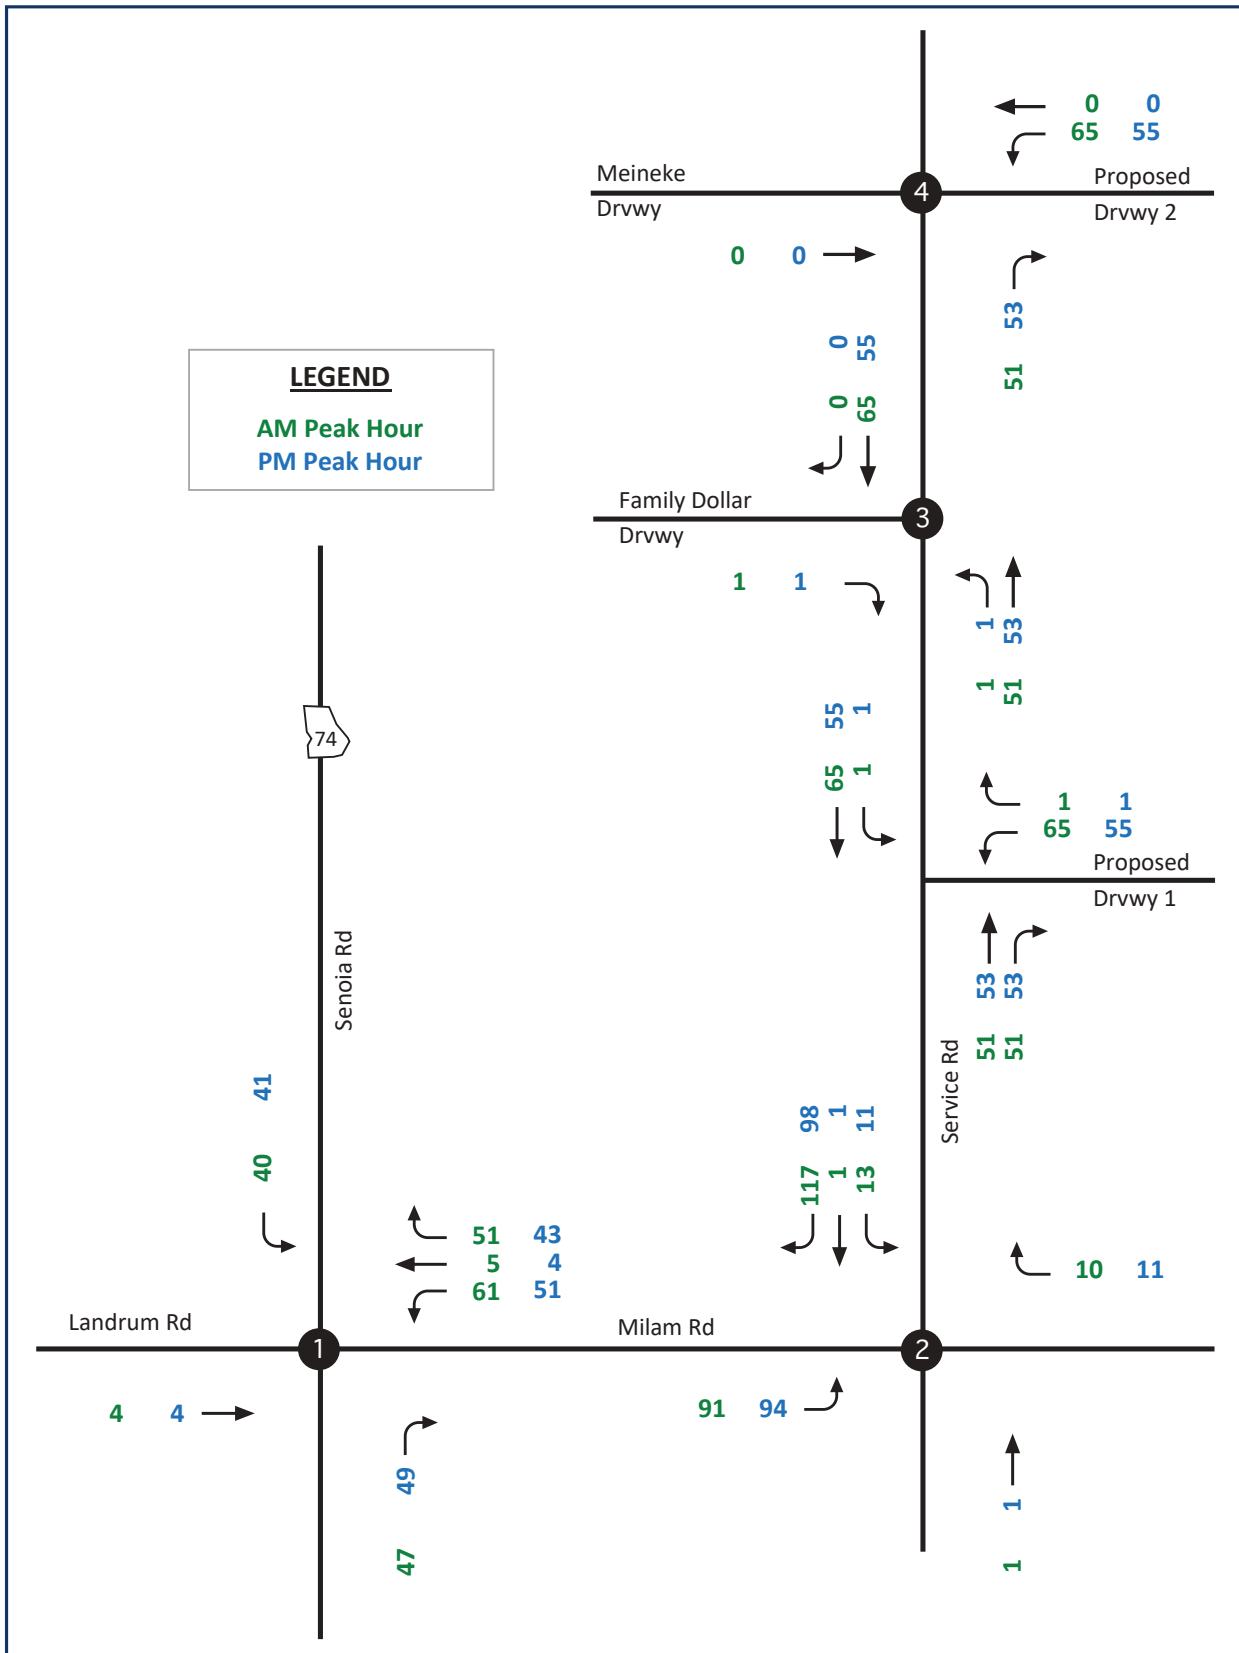 0 0
65 55
Meineke
Drvwy
4
Proposed
Drvwy 2
0 0
53
51
0 55
0 65
LEGEND
AM Peak Hour
PM Peak Hour
Family Dollar
Drvwy
3
1 1
1 53
1 51
55 1
65 1
74
1 1
65 55
Proposed
Drvwy 1
53 53
51 51
Senoia Rd
Service Rd
41
40
98 1 11
117 1 13
51 43
5 4
61 51
10 11
Landrum Rd
1
Milam Rd
2
4 4
91 94
49
47
1
1